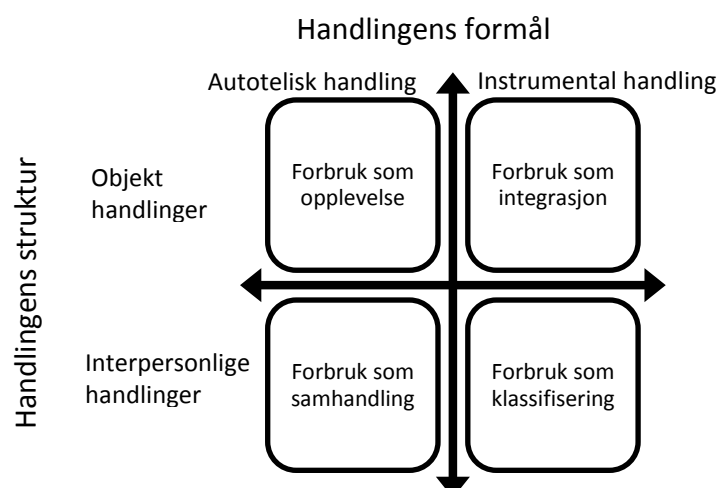 Handlingens formål
Autotelisk handling
Instrumental handling
Handlingens struktur
Objekt
handlinger
Forbruk som
opplevelse
Forbruk som
integrasjon
Interpersonlige
handlinger
Forbruk som
samhandling
Forbruk som
klassifisering